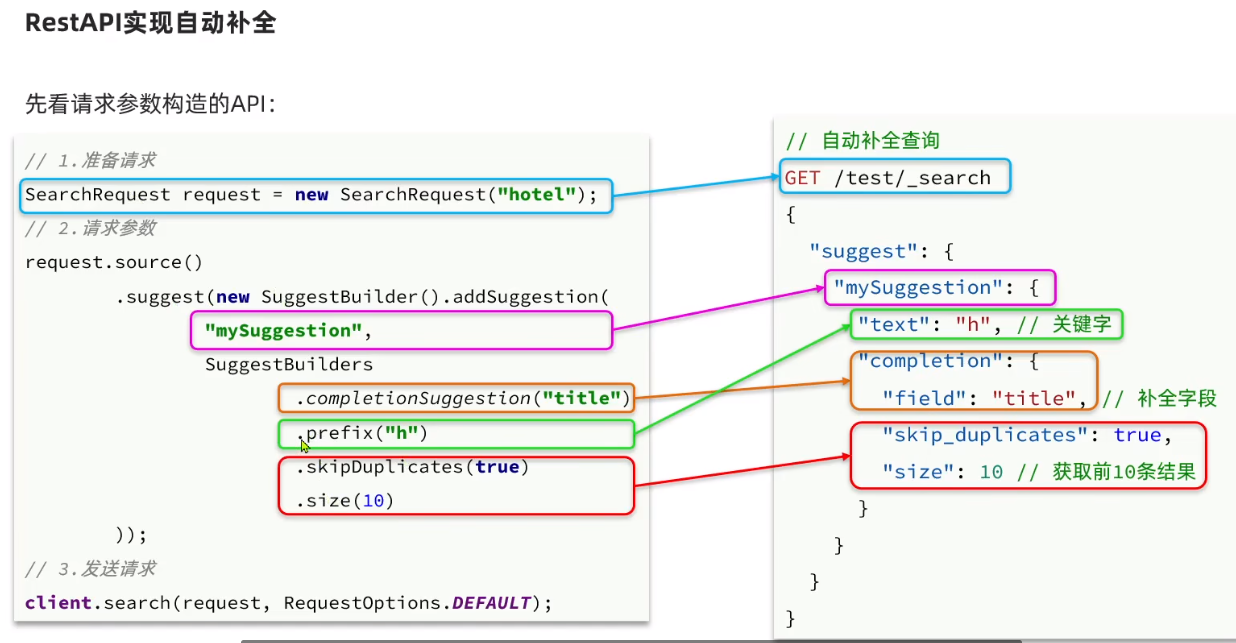 RestAPI实现自动补全
先看请求参数构造的API：
// 1.准备请求
SearchRequest request = new SearchRequest("hotel");
// 2.请求参数
request.source()
.suggest(new SuggestBuilder().addSuggestion(
"mySuggestion",
SuggestBuilders
.completionSuggestion("title")
.prefix("h")
.skipDuplicates(true)
.size(10)
));
// 3.发送请求
client.search(request, RequestOptions.DEFAULT);
// 自动补全查询
GET /test/_search
{
"suggest": {
"mySuggestion": {
"text": "h", // 关键字
"completion": {
"field": "title", // 补全字段
"skip_duplicates": true,
"size": 10 // 获取前10条结果
}
}
}
}